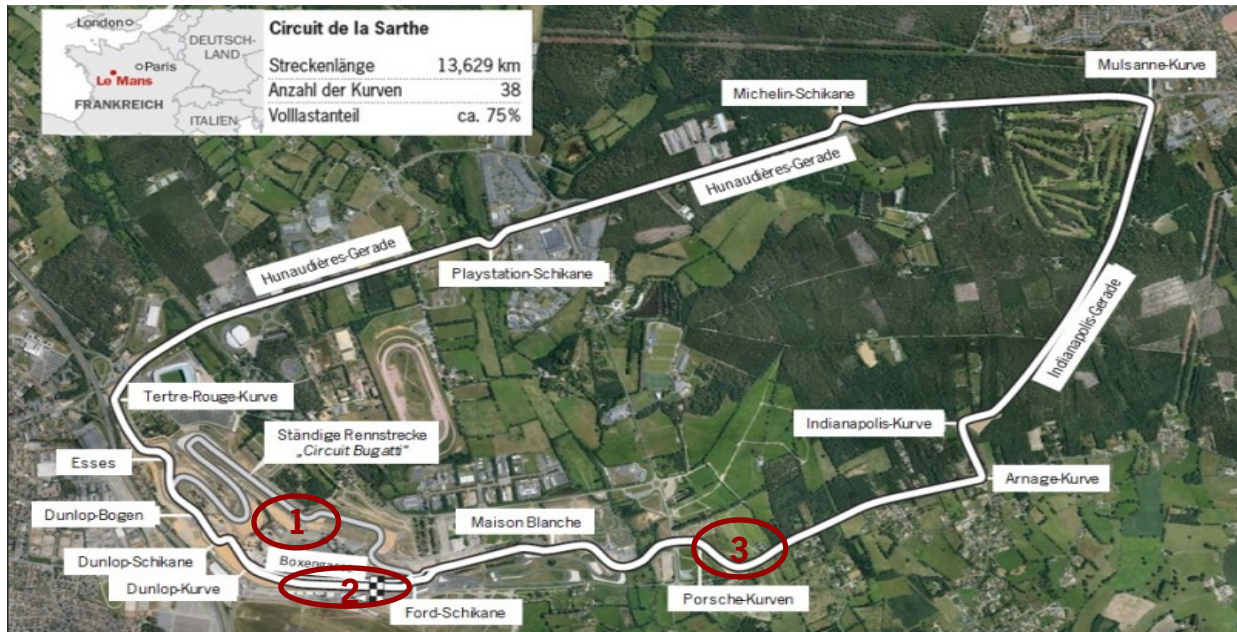 London
DEUTSCH-
LAND
Paris
Le Mans
FRANKREICH
ITALIEN
Circuit de la Sarthe
Streckenlänge 13,629 km
Anzahl der Kurven 38
Volllastanteil ca. 75%
Mulsanne-Kurve
Michelin-Schikane
Hunaudières-Gerade
Hunaudières-Gerade
Playstation-Schikane
Indianapolis-Gerade
Tertre-Rouge-Kurve
Ständige Rennstrecke
„Circuit Bugatti"
Indianapolis-Kurve
Esses
Arnage-Kurve
Dunlop-Bogen
1
Maison Blanche
3
Dunlop-Schikane
Boxengasse
Dunlop-Kurve
2
Ford-Schikane
Porsche-Kurven